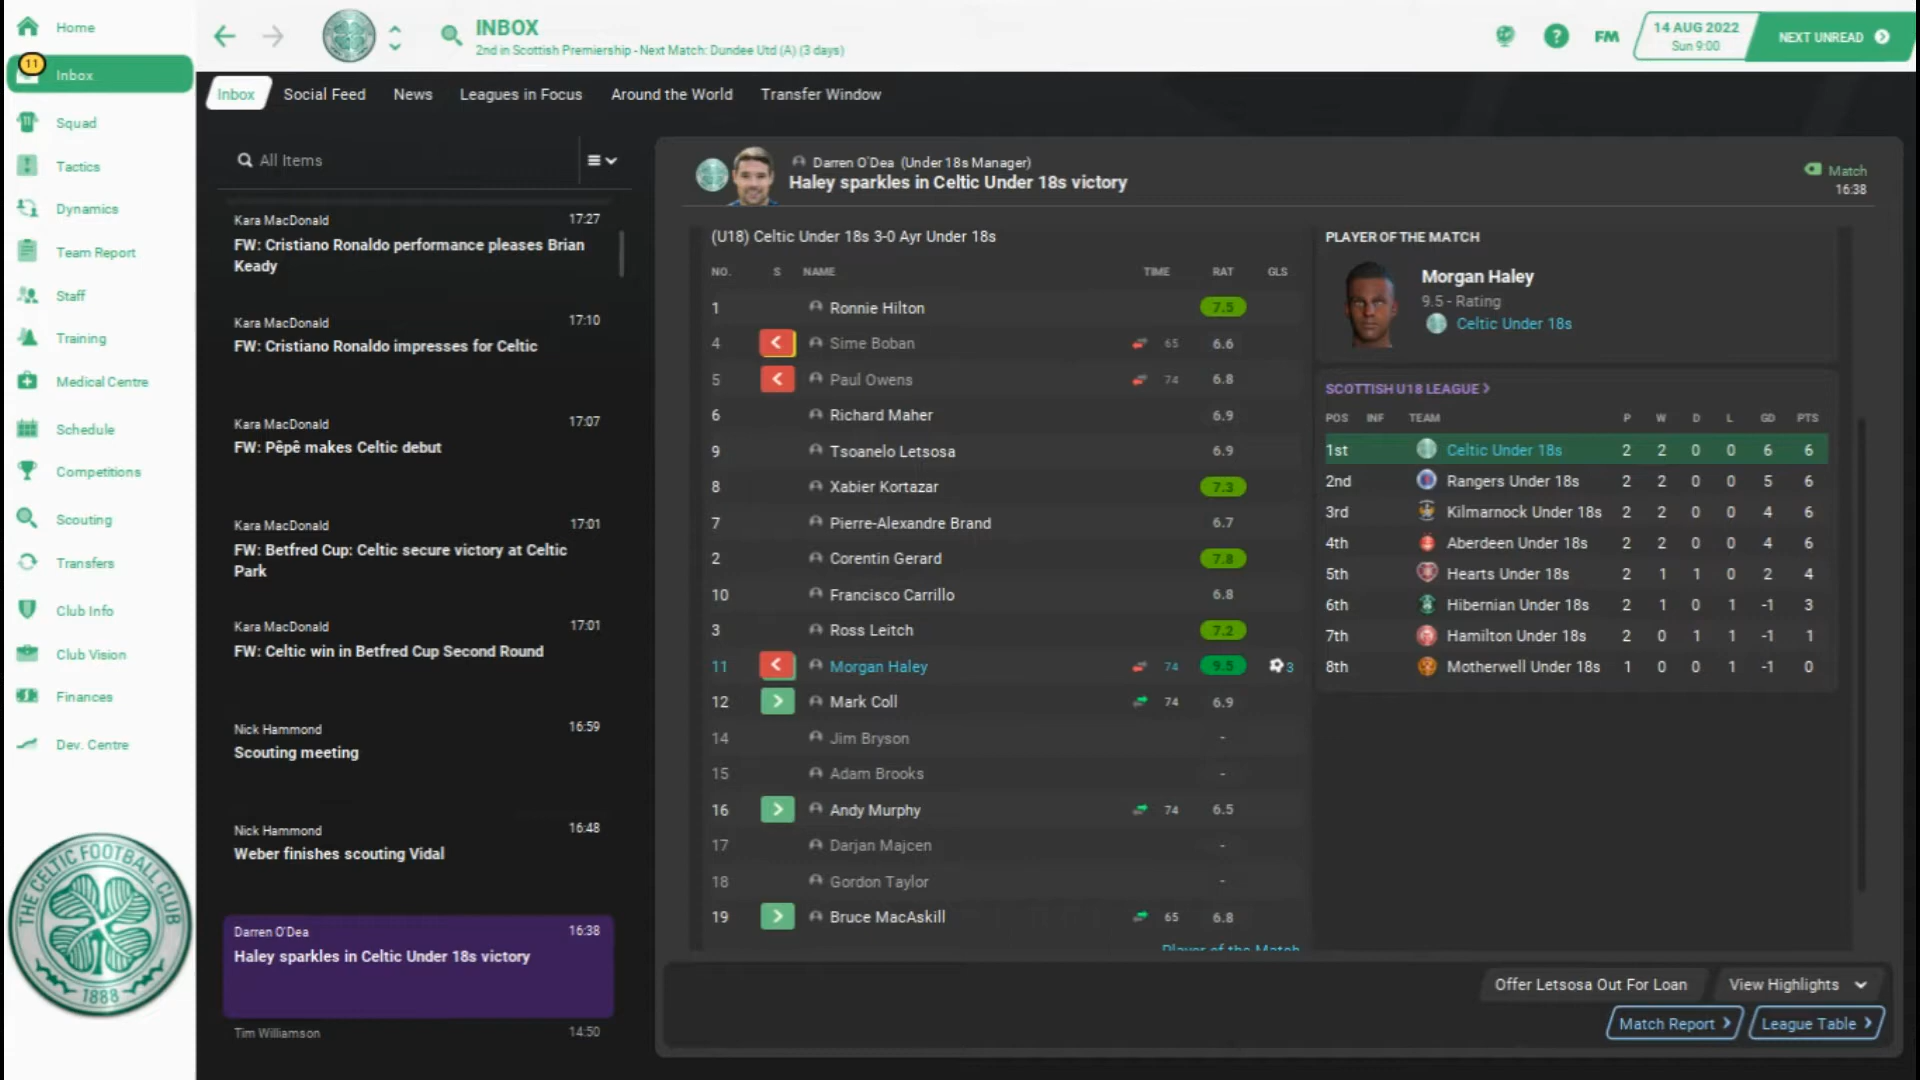 Home
11
Inbox
Squad
Tactics
Dynamics
Team Report
Staff
Training
Medical Centre
Schedule
Competitions
Scouting
Transfers
Club Info
Club Vision
Finances
Dev. Centre
THE CELTIC FOOTBALL CLUB
1888
INBOX
2nd in Scottish Premiership - Next Match: Dundee Utd (A) (3 days)
?
FM
14 AUG 2022
Sun 9:00
NEXT UNREAD
Inbox Social Feed News Leagues in Focus Around the World Transfer Window
All Items
Kara MacDonald 17:27
FW: Cristiano Ronaldo performance pleases Brian
Keady
Kara MacDonald 17:10
FW: Cristiano Ronaldo impresses for Celtic
Kara MacDonald 17:07
FW: Pêpê makes Celtic debut
Kara MacDonald 17:01
FW: Betfred Cup: Celtic secure victory at Celtic
Park
Kara MacDonald 17:01
FW: Celtic win in Betfred Cup Second Round
Nick Hammond 16:59
Scouting meeting
Nick Hammond 16:48
Weber finishes scouting Vidal
Darren O'Dea 16:38
Haley sparkles in Celtic Under 18s victory
Tim Williamson 14:50
Darren O'Dea (Under 18s Manager)
Haley sparkles in Celtic Under 18s victory
Match
16:38
(U18) Celtic Under 18s 3-0 Ayr Under 18s
NO. S NAME TIME RAT GLS
1 Ronnie Hilton 7.5
4 Sime Boban 65 6.6
5 Paul Owens 74 6.8
6 Richard Maher 6.9
9 Tsoanelo Letsosa 6.9
8 Xabier Kortazar 7.3
7 Pierre-Alexandre Brand 6.7
2 Corentin Gerard 7.8
10 Francisco Carrillo 6.8
3 Ross Leitch 7.2
11 Morgan Haley 74 9.5 3
12 Mark Coll 74 6.9
14 Jim Bryson -
15 Adam Brooks -
16 Andy Murphy 74 6.5
17 Darjan Majcen -
18 Gordon Taylor -
19 Bruce MacAskill 65 6.8
Player of the Match
PLAYER OF THE MATCH
Morgan Haley
9.5 - Rating
Celtic Under 18s
SCOTTISH U18 LEAGUE >
POS INF TEAM P W D L GD PTS
1st Celtic Under 18s 2 2 0 0 6 6
2nd Rangers Under 18s 2 2 0 0 5 6
3rd Kilmarnock Under 18s 2 2 0 0 4 6
4th Aberdeen Under 18s 2 2 0 0 4 6
5th Hearts Under 18s 2 1 1 0 2 4
6th Hibernian Under 18s 2 1 0 1 -1 3
7th Hamilton Under 18s 2 0 1 1 -1 1
8th Motherwell Under 18s 1 0 0 1 -1 0
Offer Letsosa Out For Loan View Highlights
Match Report > League Table >